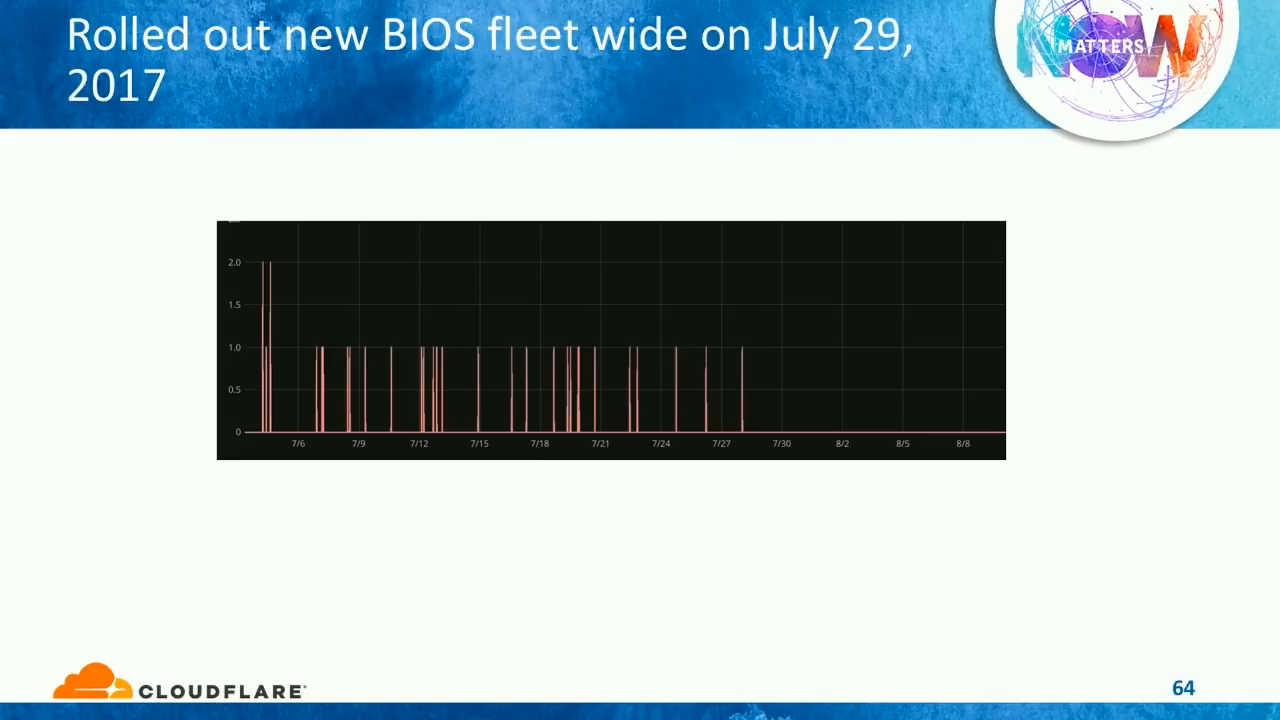 Rolled out new BIOS fleet wide on July 29,
2017
NOW
MATTERS
2.0
1.5
1.0
0.5
0
7/6 7/9 7/12 7/15 7/18 7/21 7/24 7/27 7/30 8/2 8/5 8/8
CLOUDFLARE
64